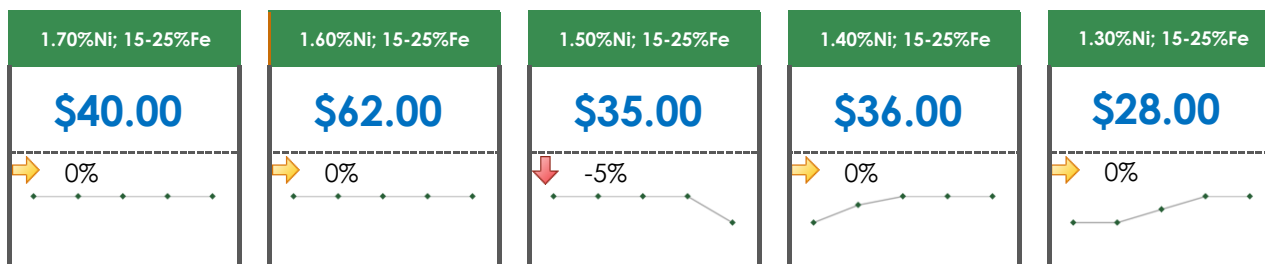 1.70%Ni; 15-25%Fe
$40.00
0%
1.60%Ni; 15-25%Fe
$62.00
0%
1.50%Ni; 15-25%Fe
$35.00
-5%
1.40%Ni; 15-25%Fe
$36.00
0%
1.30%Ni; 15-25%Fe
$28.00
0%